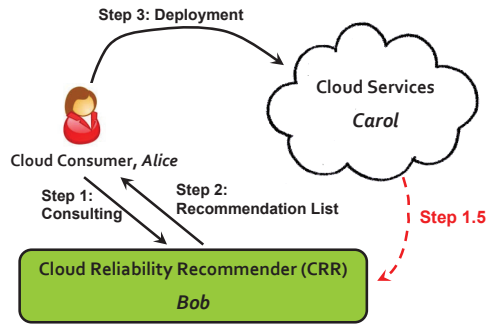 Step 3: Deployment
Cloud Services
Carol
Cloud Consumer, Alice
Step 1:
Consulting
Step 2:
Recommendation List
Step 1.5
Cloud Reliability Recommender (CRR)
Bob